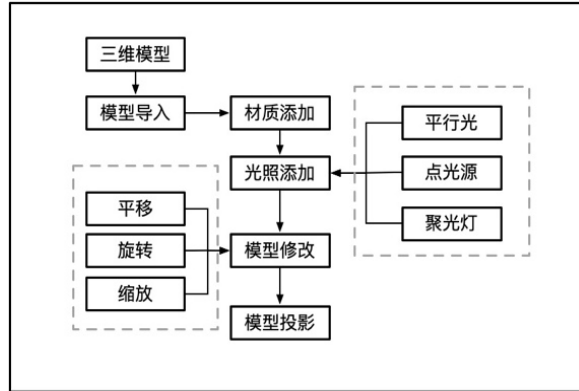 三维模型
模型导入
材质添加
平行光
光照添加
点光源
平移
聚光灯
旋转
模型修改
缩放
模型投影